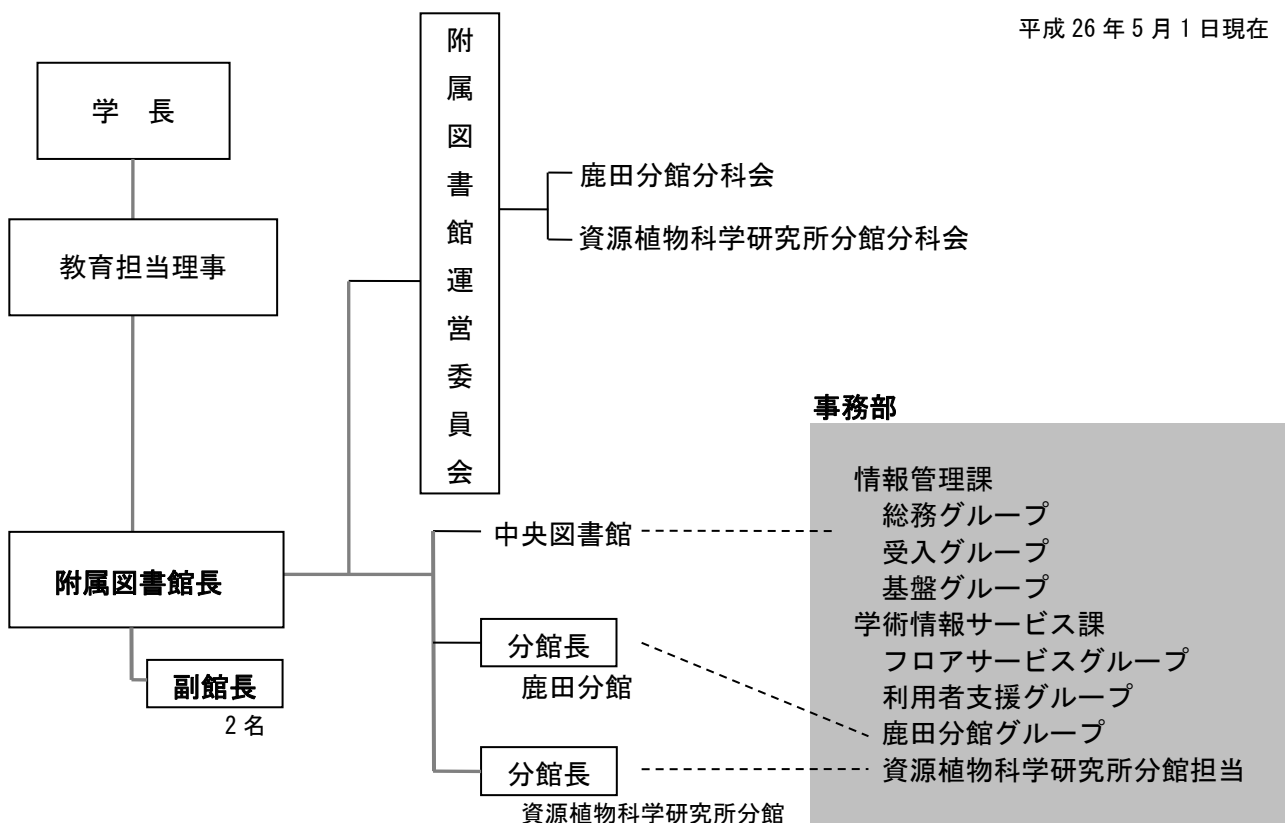 平成 26 年 5 月 1 日現在
学 長
教育担当理事
附属図書館長
副館長
2 名
附属図書館運営委員会
鹿田分館分科会
資源植物科学研究所分館分科会
中央図書館
分館長
鹿田分館
分館長
資源植物科学研究所分館
事務部
情報管理課
総務グループ
受入グループ
基盤グループ
学術情報サービス課
フロアサービスグループ
利用者支援グループ
鹿田分館グループ
資源植物科学研究所分館担当